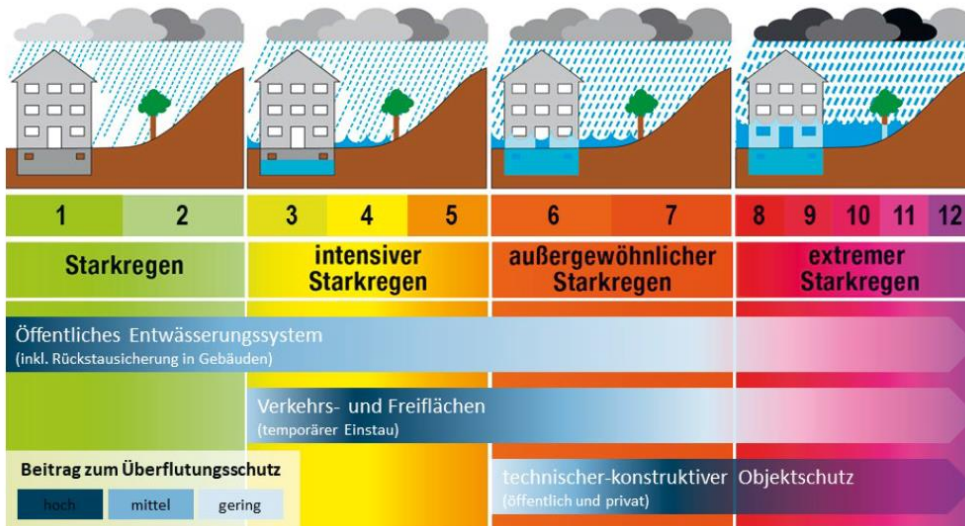 1 2 3 4 5 6 7 8 9 10 11 12
Starkregen
intensiver
Starkregen
außergewöhnlicher
Starkregen
extremer
Starkregen
Öffentliches Entwässerungssystem
(inkl. Rückstausicherung in Gebäuden)
Verkehrs- und Freiflächen
(temporärer Einstau)
technischer-konstruktiver Objektschutz
(öffentlich und privat)
Beitrag zum Überflutungsschutz
hoch mittel gering